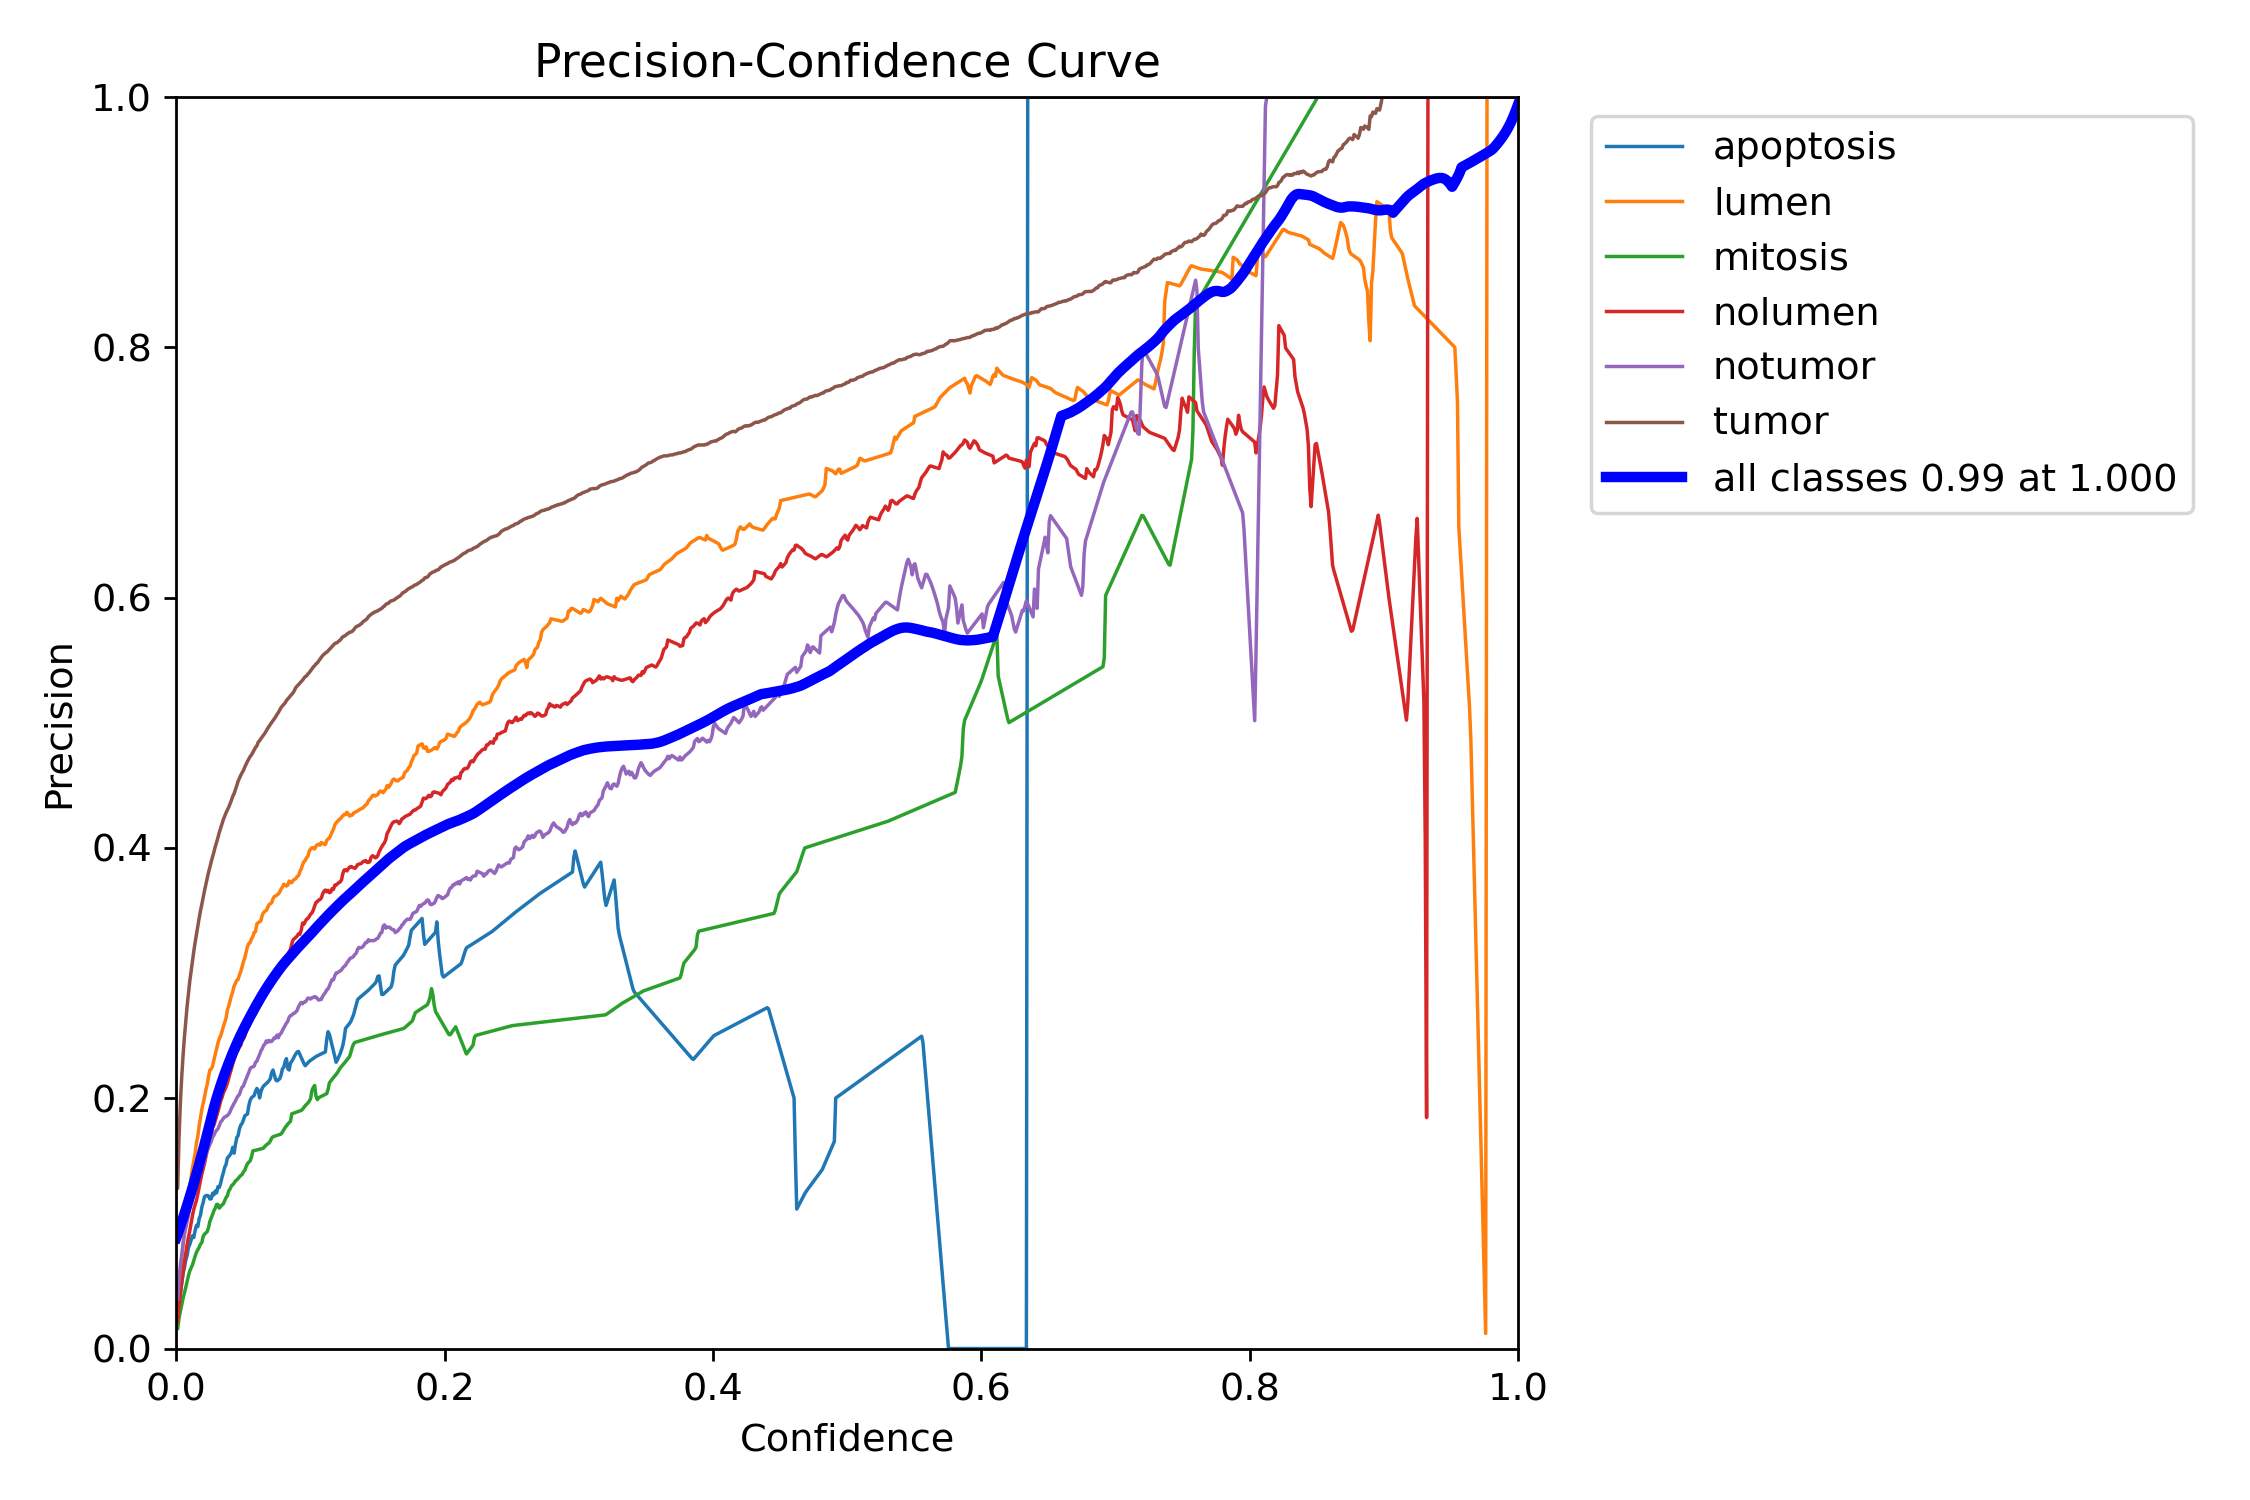 Precision-Confidence Curve
1.0
0.8
0.6
0.4
0.2
0.0
Precision
0.0 0.2 0.4 0.6 0.8 1.0
Confidence
apoptosis
lumen
mitosis
nolumen
notumor
tumor
all classes 0.99 at 1.000